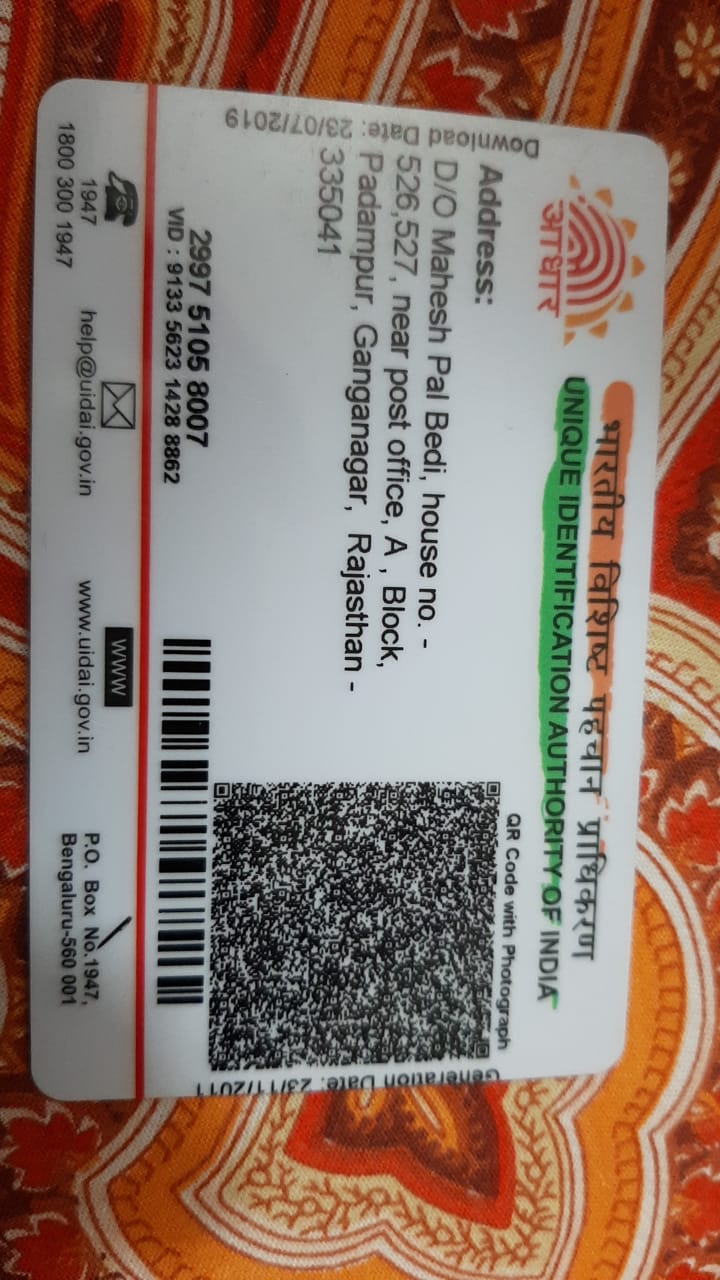 आधार
भारतीय विशिष्ट पहचान प्राधिकरण
UNIQUE IDENTIFICATION AUTHORITY OF INDIA
Download Date: 23/07/2019
Address:
D/O Mahesh Pal Bedi, house no. -
526,527, near post office, A , Block,
Padampur, Ganganagar, Rajasthan -
335041
QR Code with Photograph
Generation Date: 23/11/2011
2997 5105 8007
VID : 9133 5623 1428 8862
1947
1800 300 1947
help@uidai.gov.in
www
www.uidai.gov.in
P.O. Box No.1947,
Bengaluru-560 001